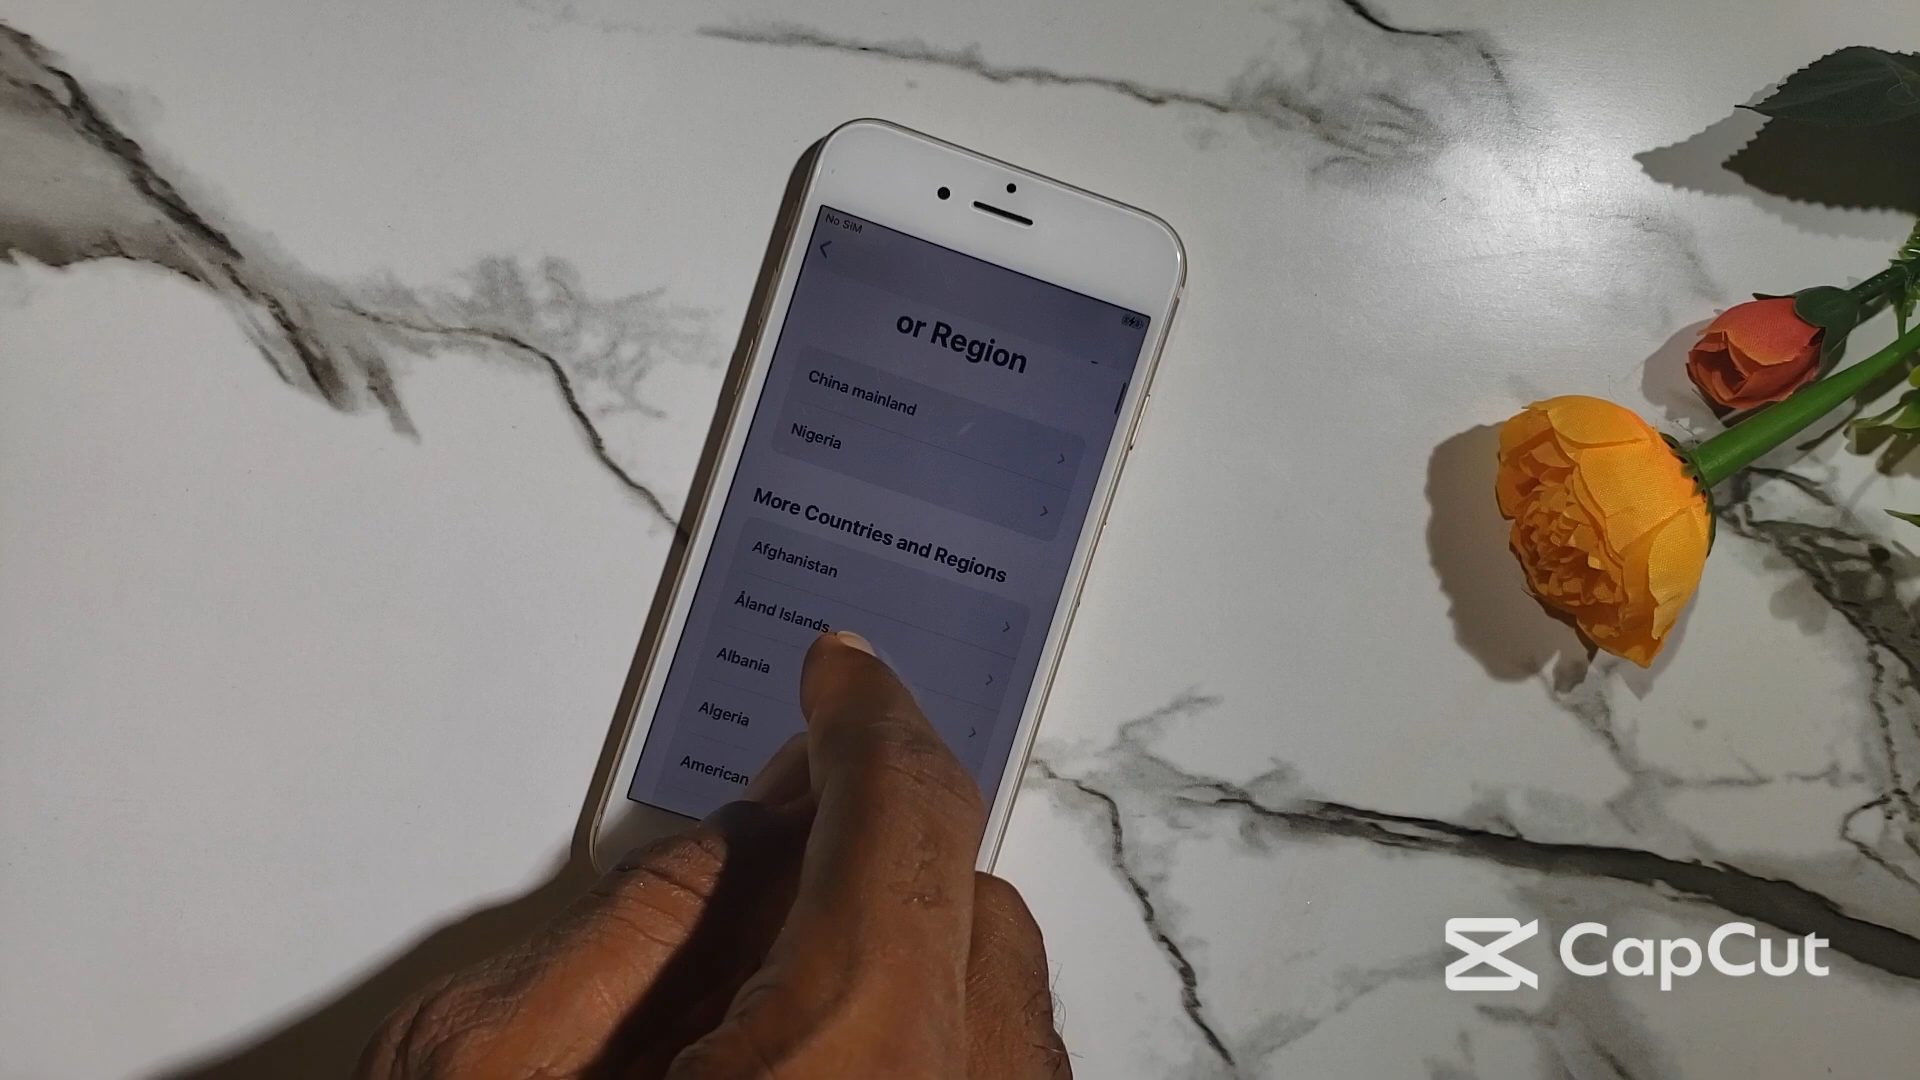 No SIM
or Region
China mainland
Nigeria
More Countries and Regions
Afghanistan
Åland Islands
Albania
Algeria
American
CapCut